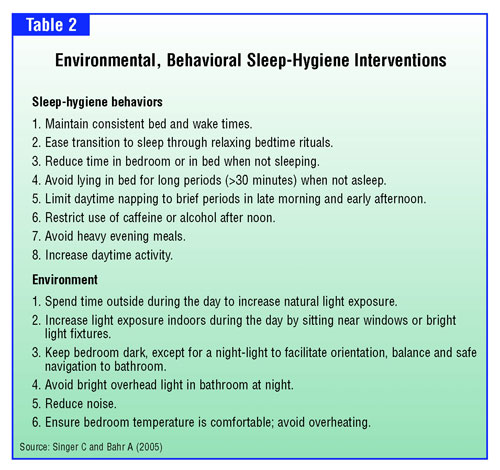 Table 2
Environmental, Behavioral Sleep-Hygiene Interventions
Sleep-hygiene behaviors
1. Maintain consistent bed and wake times.
2. Ease transition to sleep through relaxing bedtime rituals.
3. Reduce time in bedroom or in bed when not sleeping.
4. Avoid lying in bed for long periods (>30 minutes) when not asleep.
5. Limit daytime napping to brief periods in late morning and early afternoon.
6. Restrict use of caffeine or alcohol after noon.
7. Avoid heavy evening meals.
8. Increase daytime activity.
Environment
1. Spend time outside during the day to increase natural light exposure.
2. Increase light exposure indoors during the day by sitting near windows or bright
light fixtures.
3. Keep bedroom dark, except for a night-light to facilitate orientation, balance and safe
navigation to bathroom.
4. Avoid bright overhead light in bathroom at night.
5. Reduce noise.
6. Ensure bedroom temperature is comfortable; avoid overheating.
Source: Singer C and Bahr A (2005)